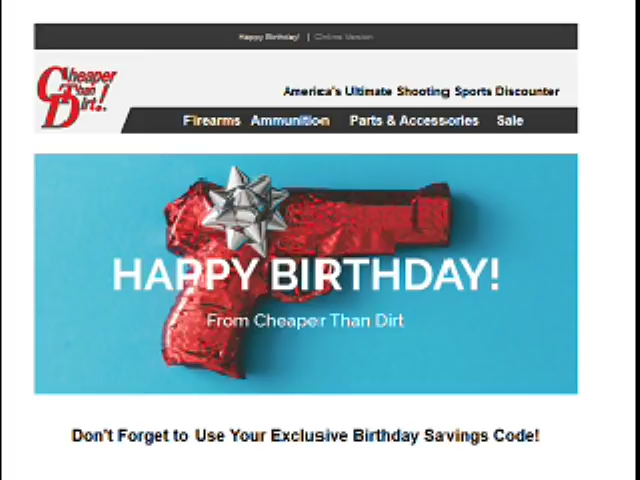 Happy Birthday! | Online Version
Cheaper
Than
Dirt!
America's Ultimate Shooting Sports Discounter
Firearms Ammunition Parts & Accessories Sale
HAPPY BIRTHDAY!
From Cheaper Than Dirt
Don't Forget to Use Your Exclusive Birthday Savings Code!